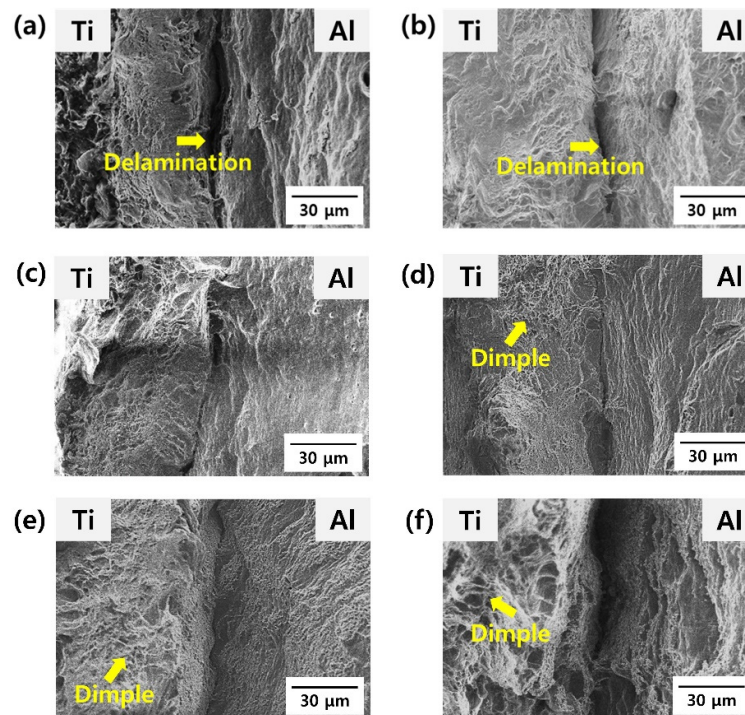 (a) Ti Al
Delamination
30 μm
(b) Ti Al
Delamination
30 μm
(c) Ti Al
30 μm
(d) Ti Al
Dimple
30 μm
(e) Ti Al
Dimple
30 μm
(f) Ti Al
Dimple
30 μm